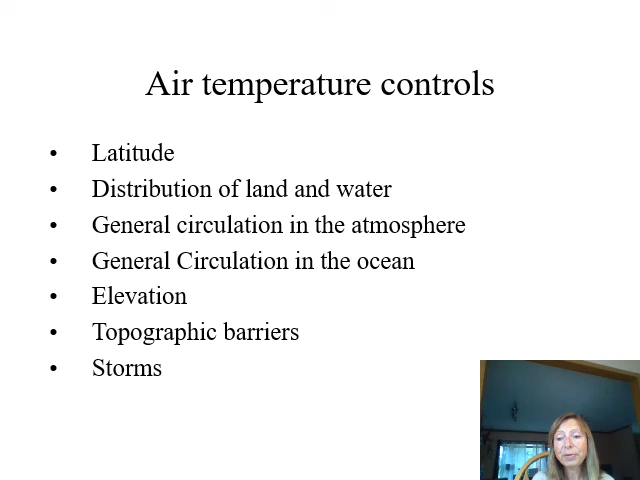 Air temperature controls
• Latitude
• Distribution of land and water
• General circulation in the atmosphere
• General Circulation in the ocean
• Elevation
• Topographic barriers
• Storms